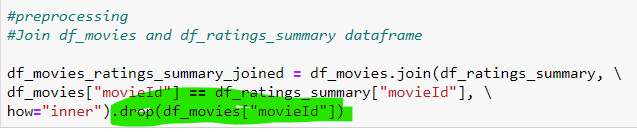 #preprocessing
#Join df_movies and df_ratings_summary dataframe
df_movies_ratings_summary_joined = df_movies.join(df_ratings_summary, \
df_movies["movieId"] == df_ratings_summary["movieId"], \
how="inner").drop(df_movies["movieId"])